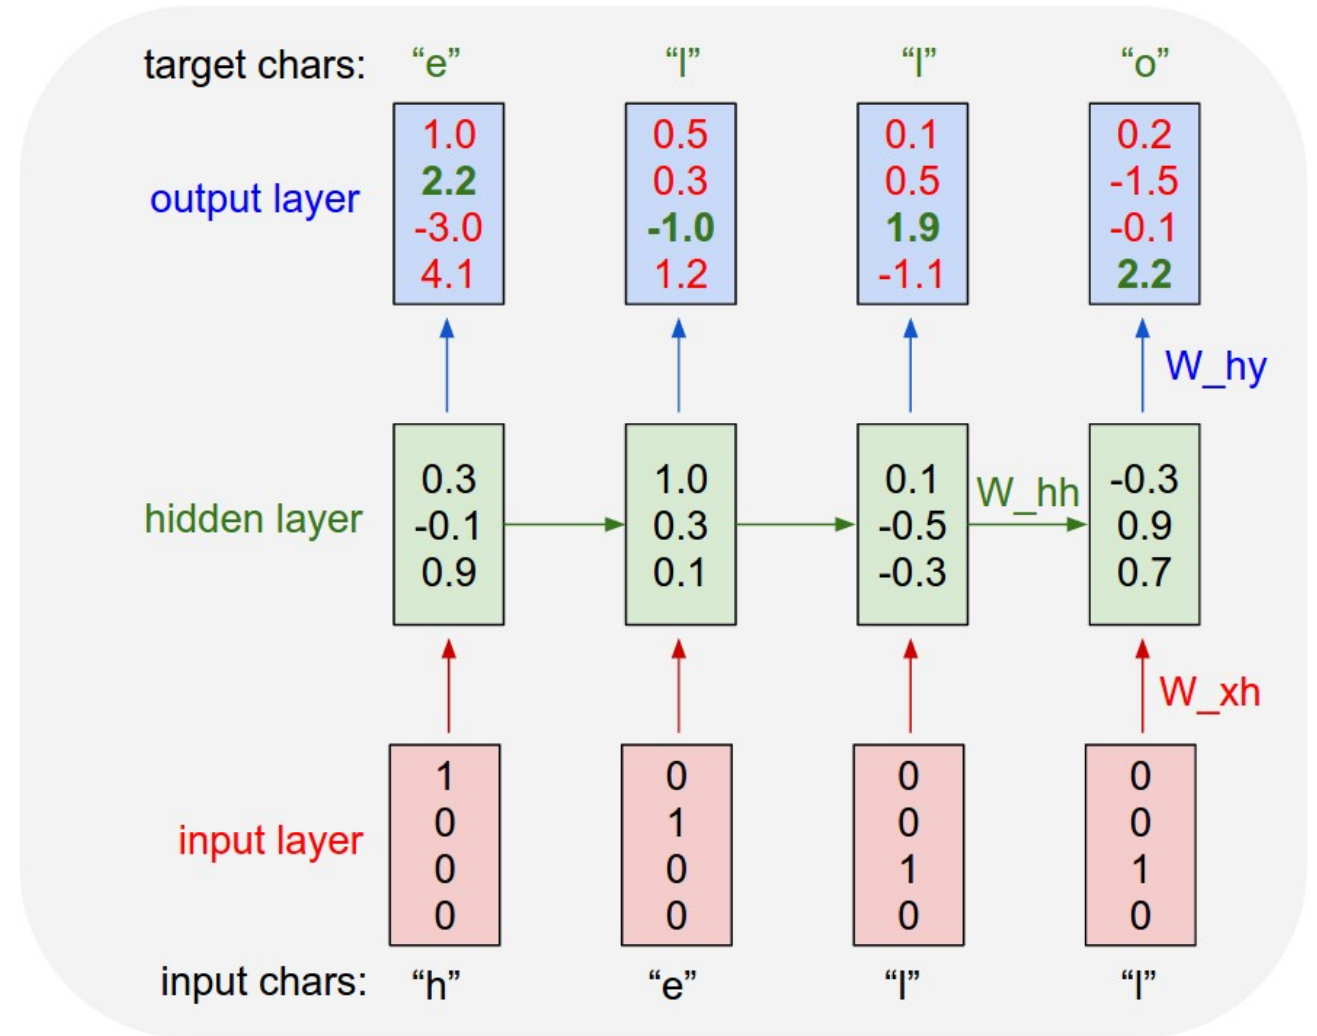 target chars: “e” “l” “l” “o”
output layer
1.0 0.5 0.1 0.2
2.2 0.3 0.5 -1.5
-3.0 -1.0 1.9 -0.1
4.1 1.2 -1.1 2.2
W_hy
hidden layer
0.3 1.0 0.1 -0.3
-0.1 0.3 -0.5 0.9
0.9 0.1 -0.3 0.7
W_hh
W_xh
input layer
1 0 0 0
0 1 0 0
0 0 1 1
0 0 0 0
input chars: “h” “e” “l” “l”